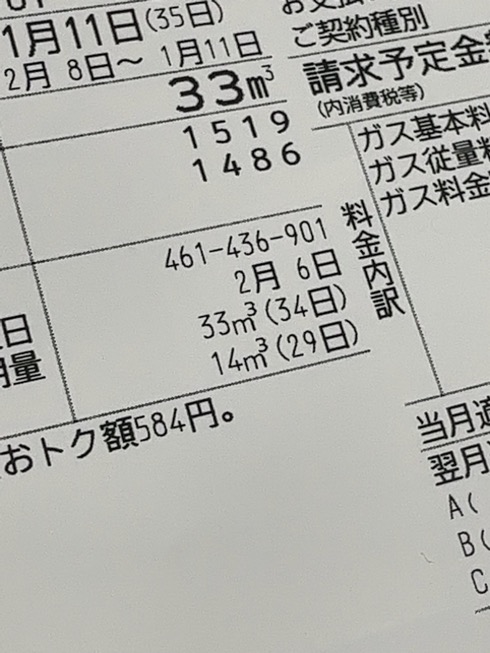 1月11日(35日)
2月 8日～ 1月11日
33m³
1519
1486
461-436-901
2月 6日
日
33m³(34日)
量
14m³(29日)
おトク額584円。
ご契約種別
請求予定金
(内消費税等)
料金内訳
ガス基本料
ガス従量
ガス料金
当月
翌月
A(
B(
C